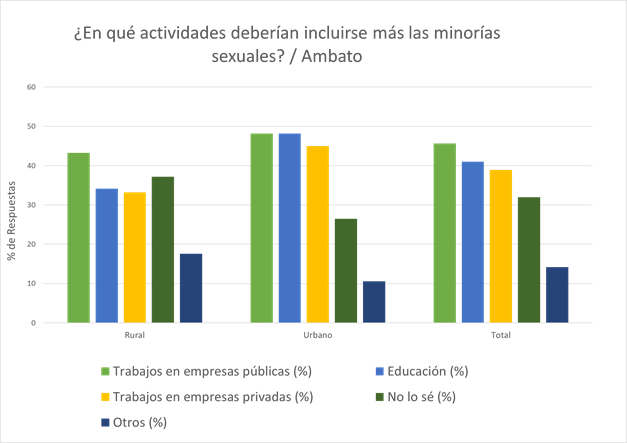 ¿En qué actividades deberían incluirse más las minorías
sexuales? / Ambato
60
50
40
30
20
10
0
% de Respuestas
Rural
Urbano
Total
Trabajos en empresas públicas (%)
Educación (%)
Trabajos en empresas privadas (%)
No lo sé (%)
Otros (%)